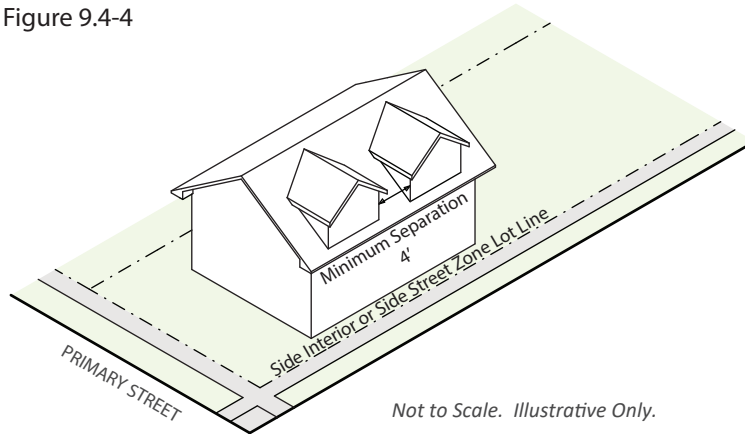 Figure 9.4-4
Minimum Separation
4'
Side Interior or Side Street Zone Lot Line
PRIMARY STREET
Not to Scale. Illustrative Only.